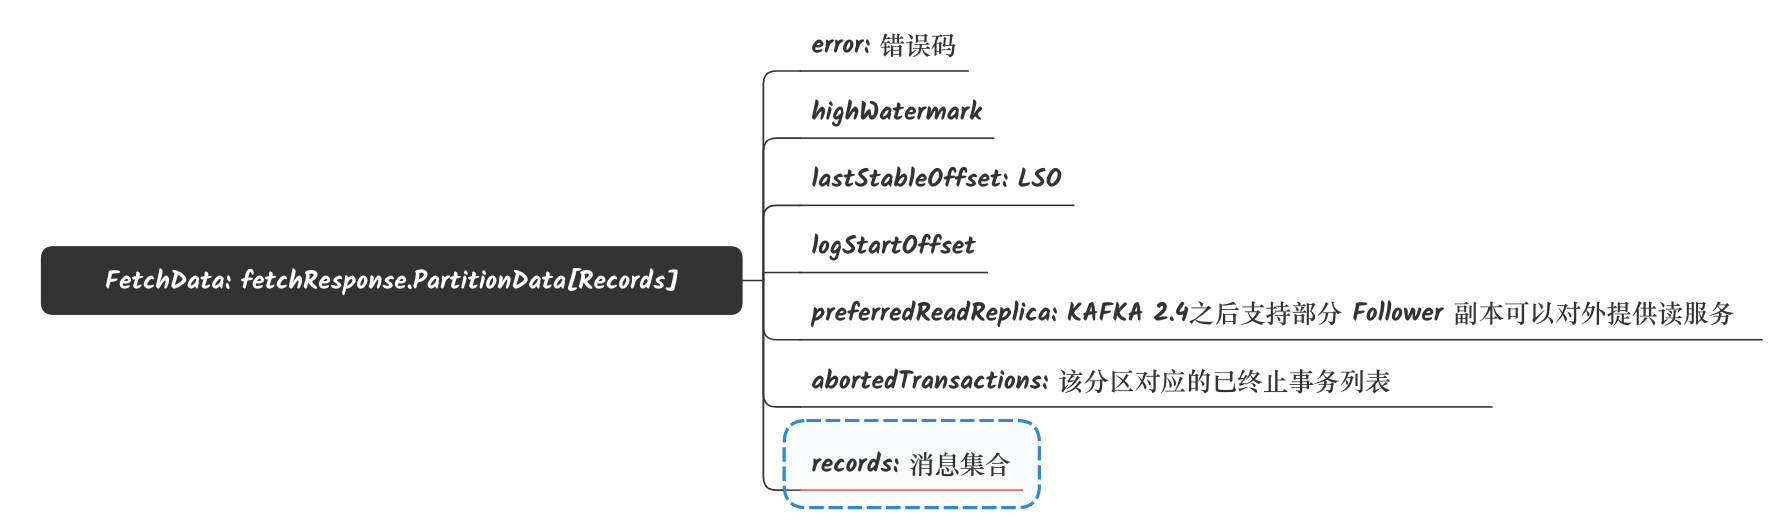 error: 错误码
highWatermark
lastStableOffset: LSO
logStartOffset
FetchData: fetchResponse.PartitionData[Records]
preferredReadReplica: KAFKA 2.4之后支持部分 Follower 副本可以对外提供读服务
abortedTransactions: 该分区对应的已终止事务列表
records: 消息集合